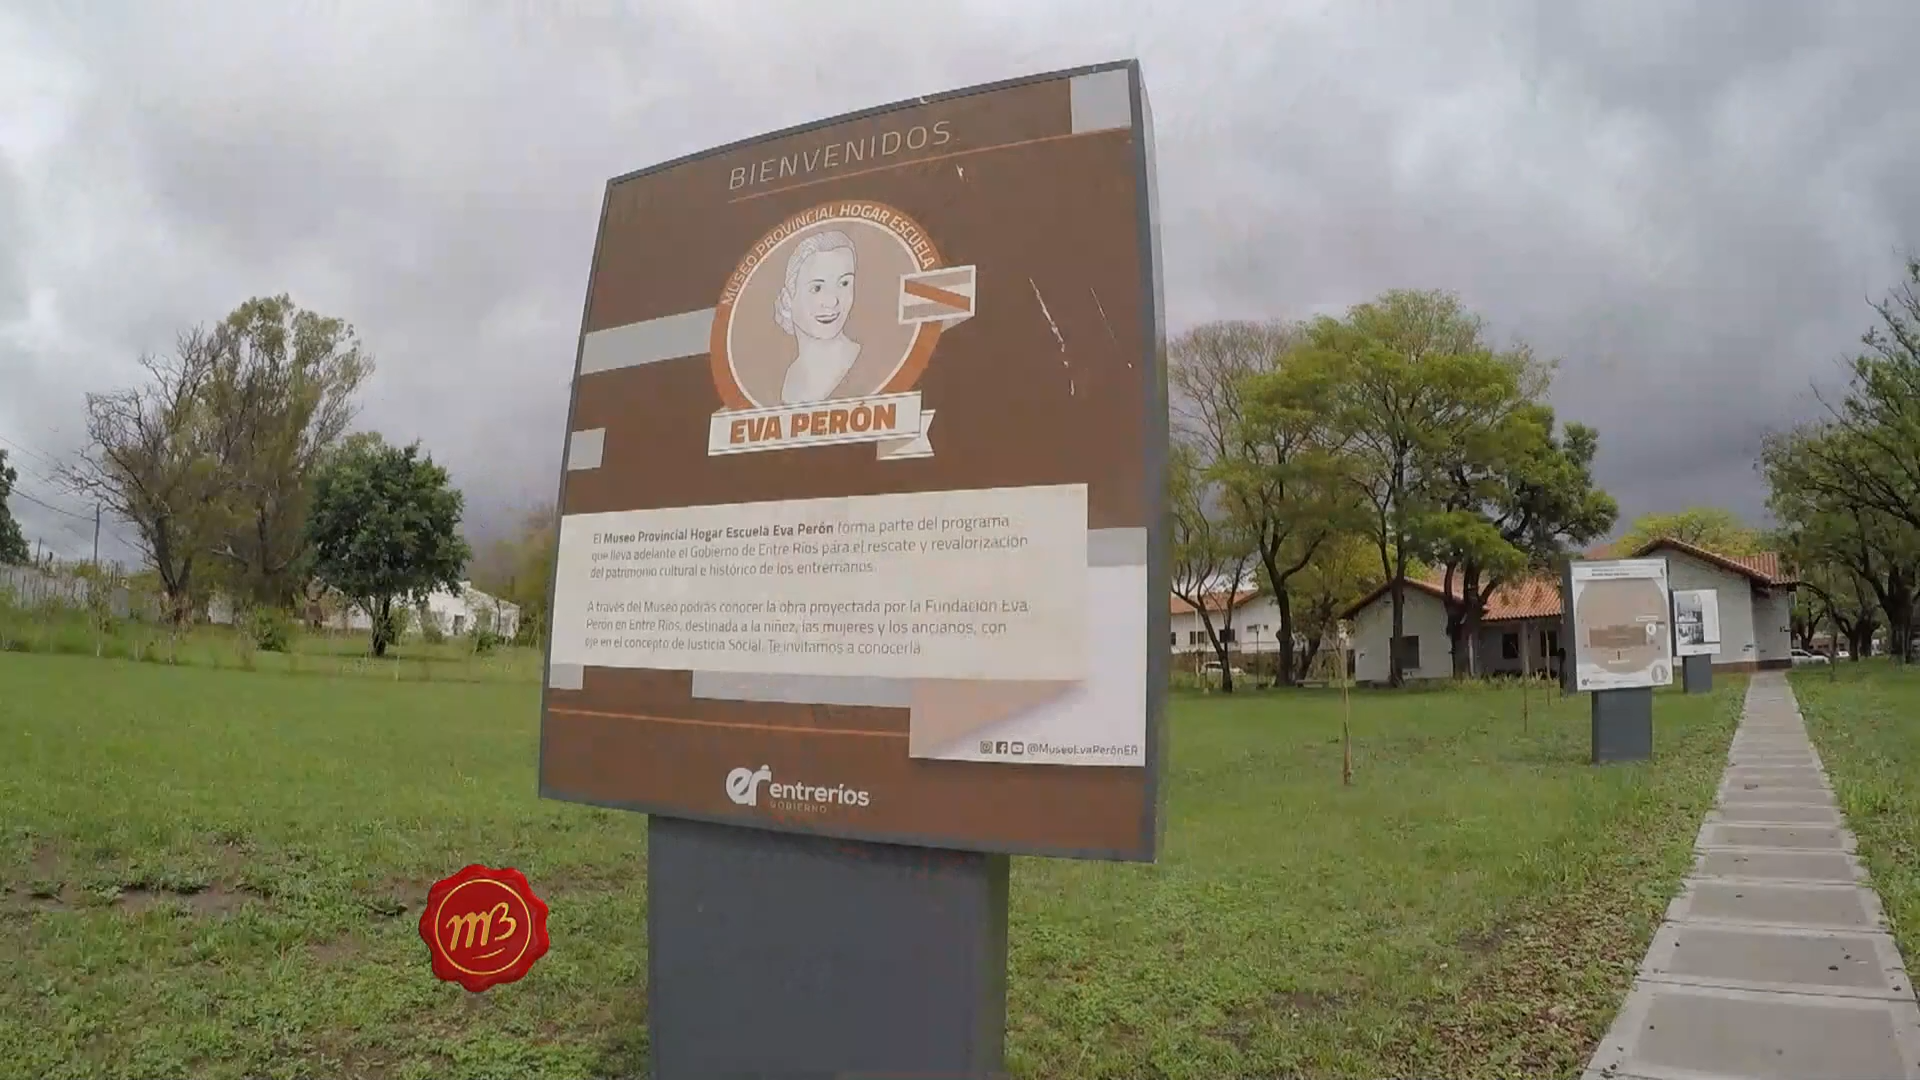 BIENVENIDOS
MUSEO PROVINCIAL HOGAR ESCUELA
EVA PERÓN
El Museo Provincial Hogar Escuela Eva Perón forma parte del programa
que lleva adelante el Gobierno de Entre Ríos para el rescate y revalorización
del patrimonio cultural e histórico de los entrerrianos.
A través del Museo podrás conocer la obra proyectada por la Fundación Eva
Perón en Entre Ríos, destinada a la niñez, las mujeres y los ancianos, con
eje en el concepto de Justicia Social. Te invitamos a conocerla
@MuseoEvaPerónER
er entreríos
GOBIERNO
mB